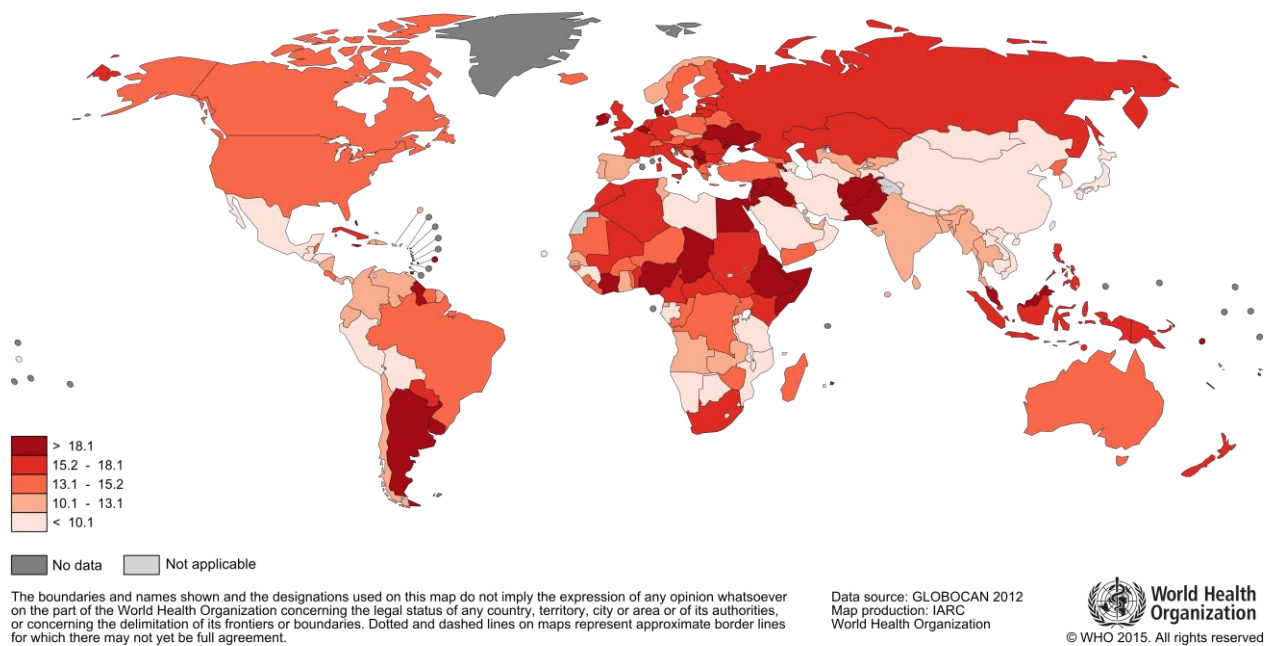 > 18.1
15.2 - 18.1
13.1 - 15.2
10.1 - 13.1
< 10.1
No data
Not applicable
The boundaries and names shown and the designations used on this map do not imply the expression of any opinion whatsoever
on the part of the World Health Organization concerning the legal status of any country, territory, city or area or of its authorities,
or concerning the delimitation of its frontiers or boundaries. Dotted and dashed lines on maps represent approximate border lines
for which there may not yet be full agreement.
Data source: GLOBOCAN 2012
Map production: IARC
World Health Organization
World Health
Organization
© WHO 2015. All rights reserved